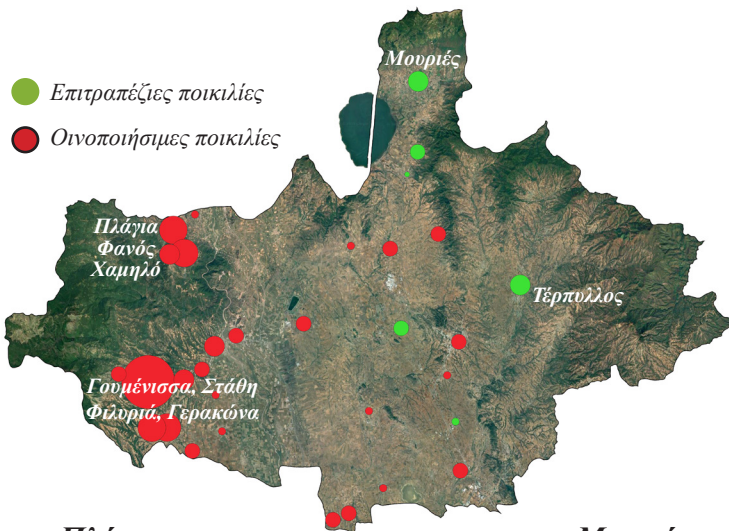 Μουριές
Επιτραπέζιες ποικιλίες
Οινοποιήσιμες ποικιλίες
Πλάγια
Φανός
Χαμηλό
Τέρπυλλος
Γουμένισσα, Στάθη
Φιλυριά, Γερακώνα